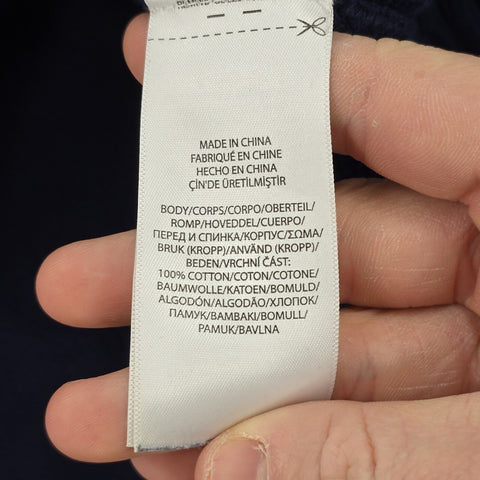 MADE IN CHINA
FABRIQUÉ EN CHINE
HECHO EN CHINA
ÇİN'DE ÜRETİLMİŞTİR
BODY/CORPS/CORPO/OBERTEIL/
ROMP/HOVEDDEL/CUERPO/
ПЕРЕД И СПИНКА/КОРПУС/ΣΩΜΑ/
BRUK (KROPP)/ANVÄND (KROPP)/
BEDEN/VRCHNÍ ČÁST:
100% COTTON/COTON/COTONE/
BAUMWOLLE/KATOEN/BOMULD/
ALGODÓN/ALGODÃO/ХЛОПОК/
ПАМУК/BAMBAKI/BOMULL/
PAMUK/BAVLNA